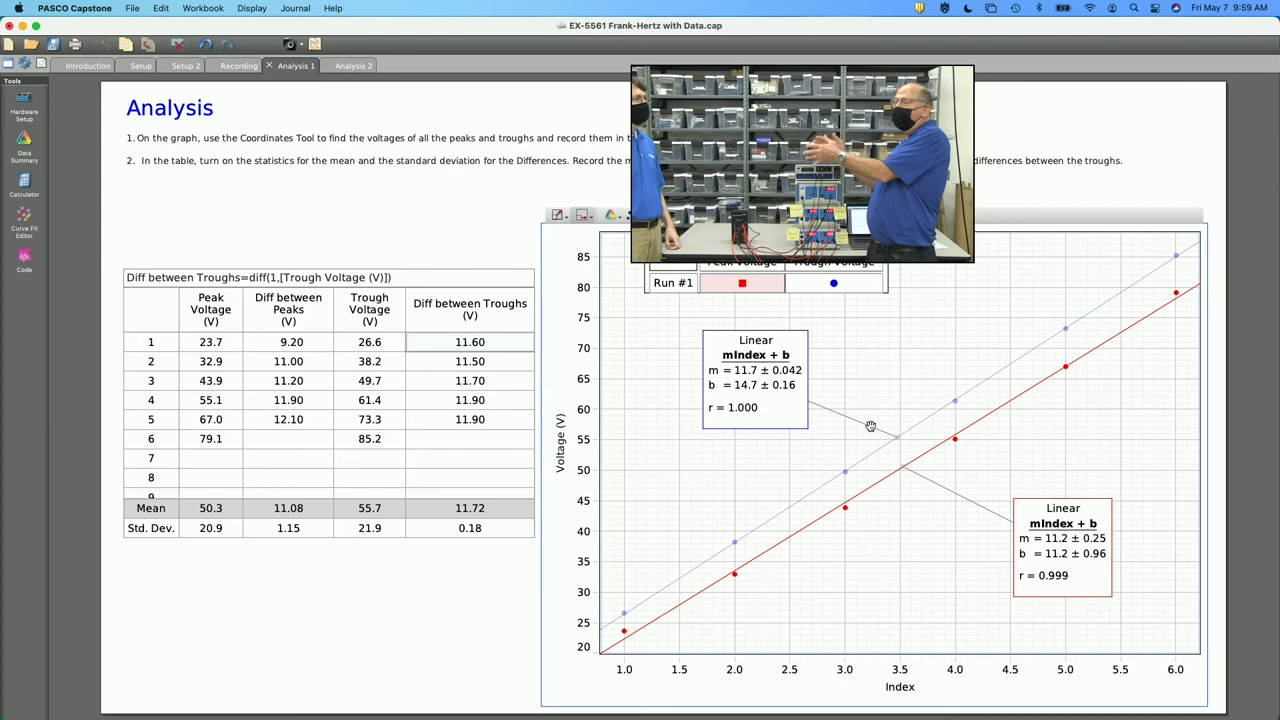 PASCO Capstone File Edit Workbook Display Journal Help Fri May 7 9:59 AM
EX-5561 Frank-Hertz with Data.cap
Introduction Setup Setup 2 Recording Analysis 1 Analysis 2
Tools
Hardware Setup
Data Summary
Calculator
Curve Fit Editor
Code
Analysis
1. On the graph, use the Coordinates Tool to find the voltages of all the peaks and troughs and record them in
2. In the table, turn on the statistics for the mean and the standard deviation for the Differences. Record the differences between the troughs.
Diff between Troughs=diff(1,[Trough Voltage (V)])
Peak Voltage (V) Diff between Peaks (V) Trough Voltage (V) Diff between Troughs (V)
1 23.7 9.20 26.6 11.60
2 32.9 11.00 38.2 11.50
3 43.9 11.20 49.7 11.70
4 55.1 11.90 61.4 11.90
5 67.0 12.10 73.3 11.90
6 79.1 85.2
7
8
9
Mean 50.3 11.08 55.7 11.72
Std. Dev. 20.9 1.15 21.9 0.18
Peak Voltage Trough Voltage
Run #1
Linear
mIndex + b
m = 11.7 ± 0.042
b = 14.7 ± 0.16
r = 1.000
Linear
mIndex + b
m = 11.2 ± 0.25
b = 11.2 ± 0.96
r = 0.999
Voltage (V)
85
80
75
70
65
60
55
50
45
40
35
30
25
20
1.0 1.5 2.0 2.5 3.0 3.5 4.0 4.5 5.0 5.5 6.0
Index